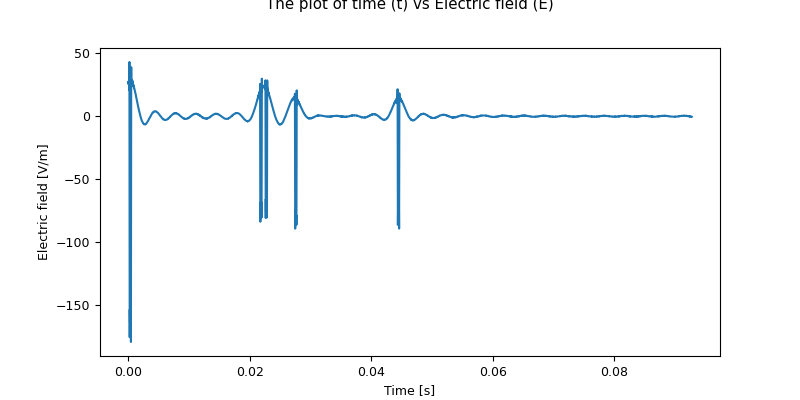 The plot of time (t) vs Electric field (E)
50
0
−50
−100
−150
Electric field [V/m]
0.00 0.02 0.04 0.06 0.08
Time [s]